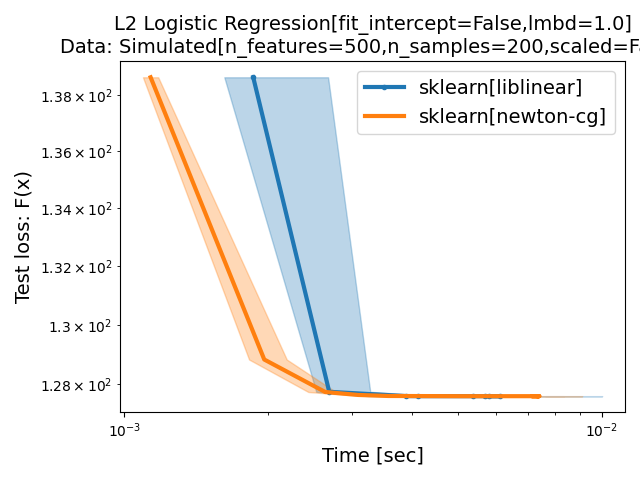 L2 Logistic Regression[fit_intercept=False,lmbd=1.0]
Data: Simulated[n_features=500,n_samples=200,scaled=Fa
sklearn[liblinear]
sklearn[newton-cg]
1.38 × 10²
1.36 × 10²
1.34 × 10²
1.32 × 10²
1.3 × 10²
1.28 × 10²
Test loss: F(x)
10⁻³
10⁻²
Time [sec]